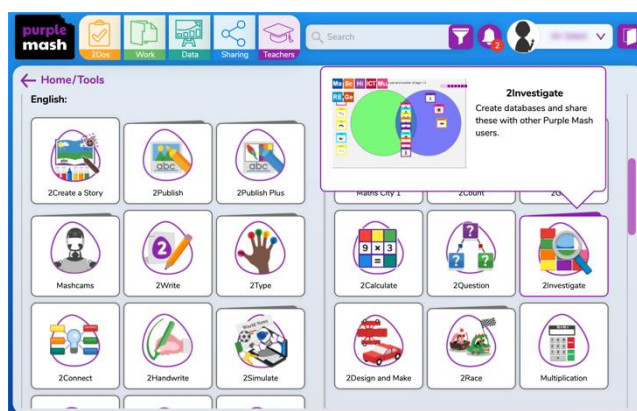 purple
mash
2Dos
Work
Data
Sharing
Teachers
Search
2
Home/Tools
English:
2Investigate
Create databases and share
these with other Purple Mash
users.
2Create a Story
2Publish
2Publish Plus
Maths City 1
2Count
Mashcams
2Write
2Type
2Calculate
2Question
2Investigate
2Connect
2Handwrite
2Simulate
2Design and Make
2Race
Multiplication